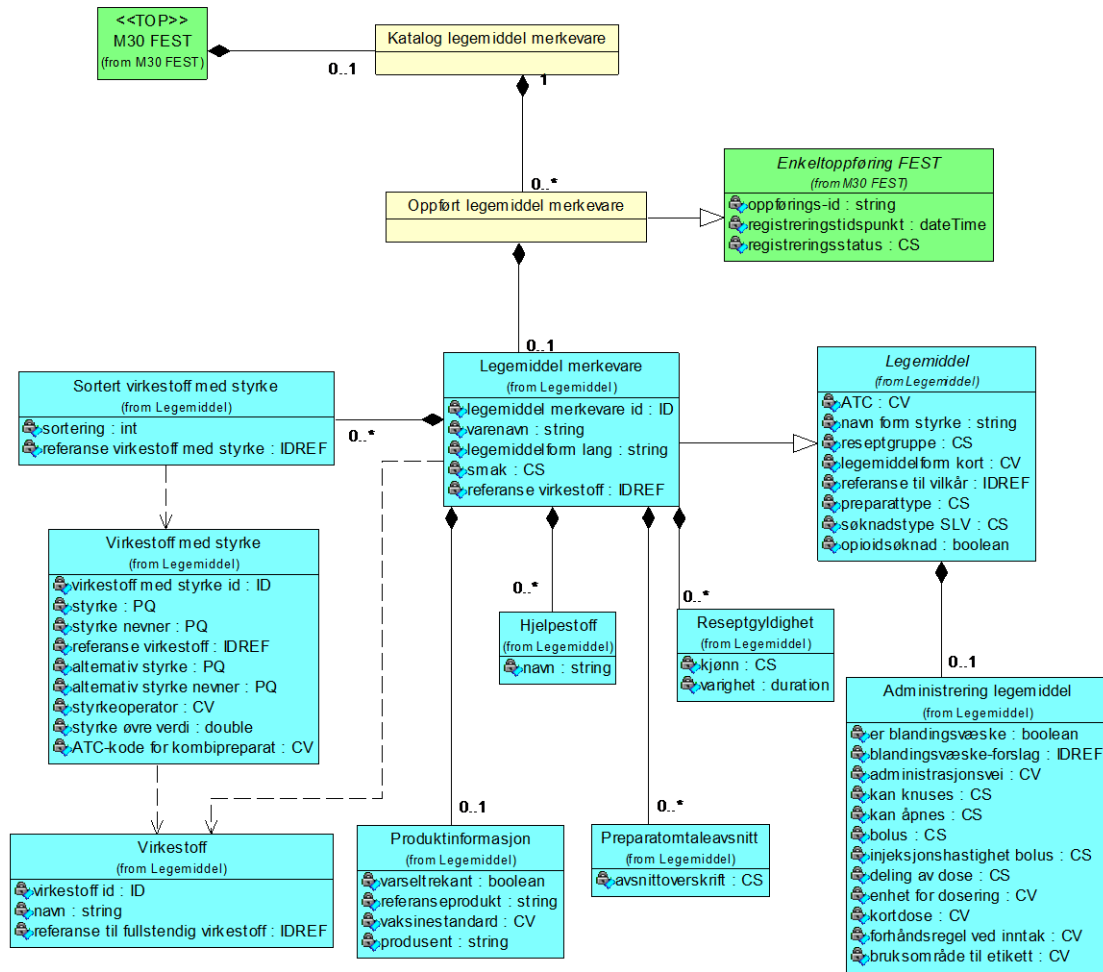 <<TOP>>
M30 FEST
(from M30 FEST)
0..1
Katalog legemiddel merkevare
1
0..*
Oppført legemiddel merkevare
Enkeltoppføring FEST
(from M30 FEST)
oppførings-id : string
registreringstidspunkt : dateTime
registreringsstatus : CS
0..1
Sortert virkestoff med styrke
(from Legemiddel)
sortering : int
referanse virkestoff med styrke : IDREF
0..*
Legemiddel merkevare
(from Legemiddel)
legemiddel merkevare id : ID
varenavn : string
legemiddelform lang : string
smak : CS
referanse virkestoff : IDREF
Legemiddel
(from Legemiddel)
ATC : CV
navn form styrke : string
reseptgruppe : CS
legemiddelform kort : CV
referanse til vilkår : IDREF
preparattype : CS
søknadstype SLV : CS
opioidsøknad : boolean
Virkestoff med styrke
(from Legemiddel)
virkestoff med styrke id : ID
styrke : PQ
styrke nevner : PQ
referanse virkestoff : IDREF
alternativ styrke : PQ
alternativ styrke nevner : PQ
styrkeoperator : CV
styrke øvre verdi : double
ATC-kode for kombipreparat : CV
0..*
Hjelpestoff
(from Legemiddel)
navn : string
0..*
Reseptgyldighet
(from Legemiddel)
kjønn : CS
varighet : duration
0..1
Administrering legemiddel
(from Legemiddel)
er blandingsvæske : boolean
blandingsvæske-forslag : IDREF
administrasjonsvei : CV
kan knuses : CS
kan åpnes : CS
bolus : CS
injeksjonshastighet bolus : CS
deling av dose : CS
enhet for dosering : CV
kortdose : CV
forhåndsregel ved inntak : CV
bruksområde til etikett : CV
Virkestoff
(from Legemiddel)
virkestoff id : ID
navn : string
referanse til fullstendig virkestoff : IDREF
0..1
Produktinformasjon
(from Legemiddel)
varseltrekant : boolean
referanseprodukt : string
vaksinestandard : CV
produsent : string
0..*
Preparatomtaleavsnitt
(from Legemiddel)
avsnittoverskrift : CS